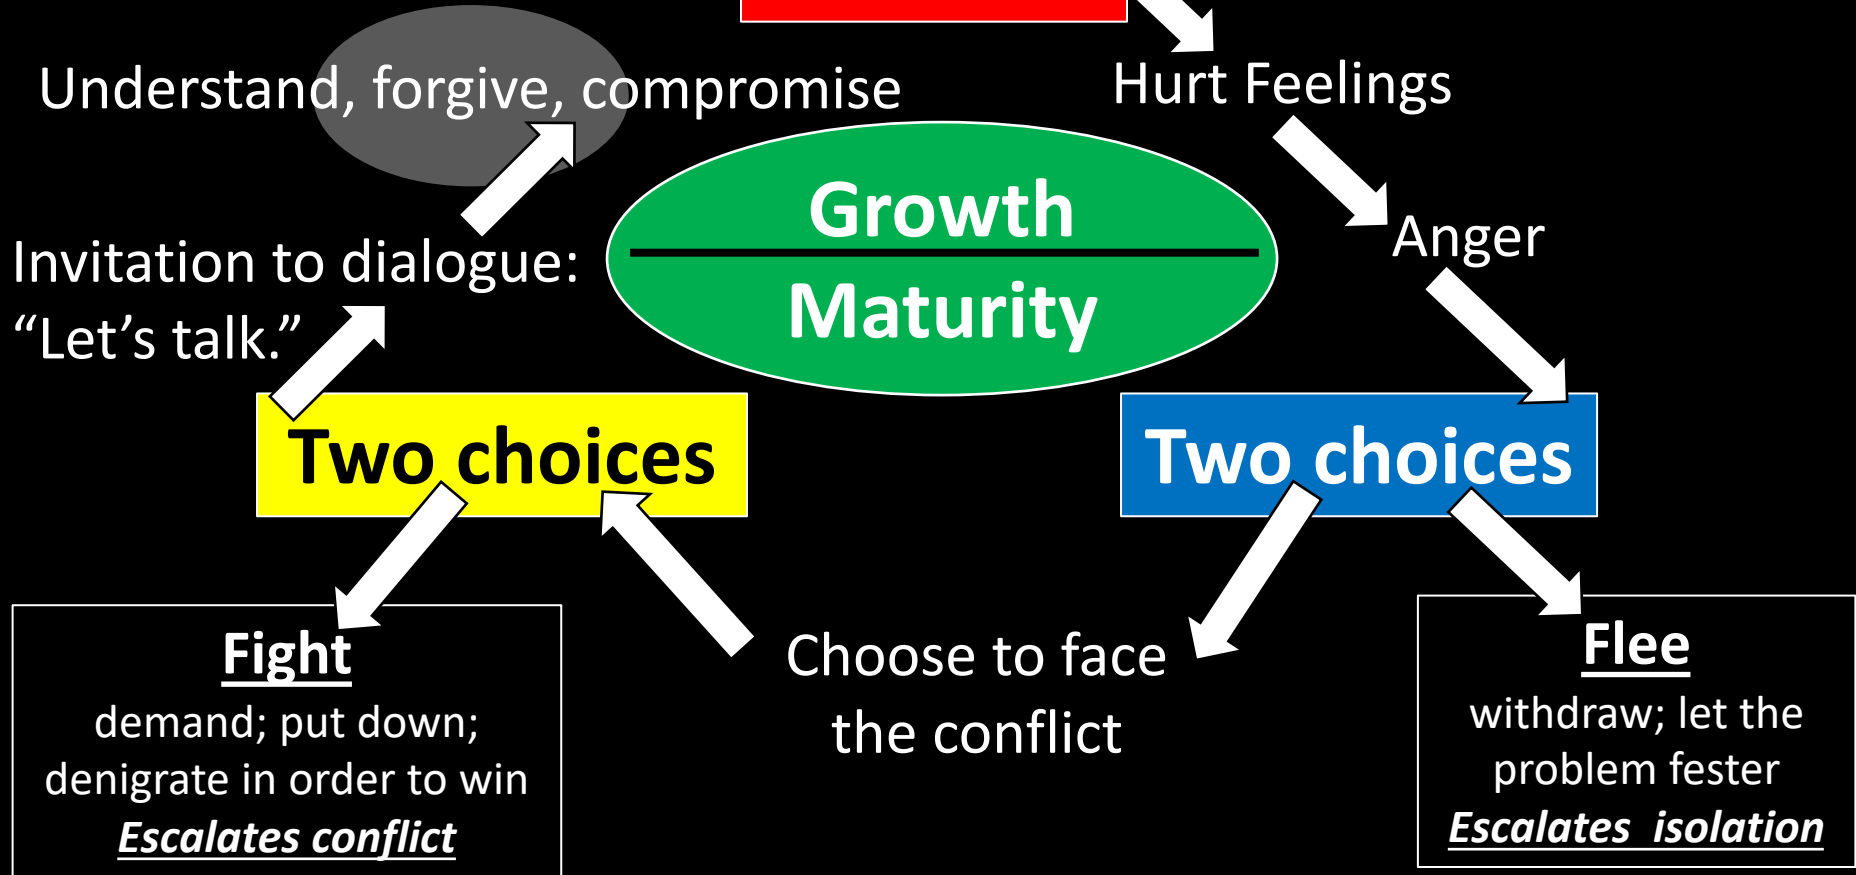 Understand, forgive, compromise
Hurt Feelings
Growth
Maturity
Anger
Invitation to dialogue:
“Let’s talk.”
Two choices
Two choices
Fight
demand; put down;
denigrate in order to win
Escalates conflict
Choose to face
the conflict
Flee
withdraw; let the
problem fester
Escalates  isolation